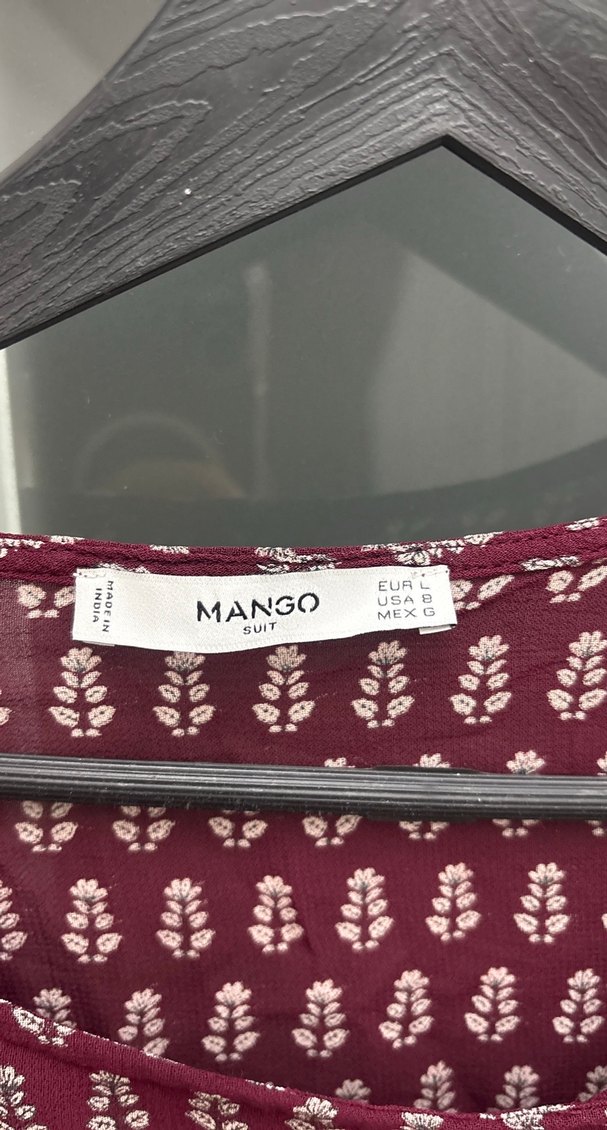 MADE IN
INDIA
MANGO
SUIT
EUR L
USA 8
MEX G